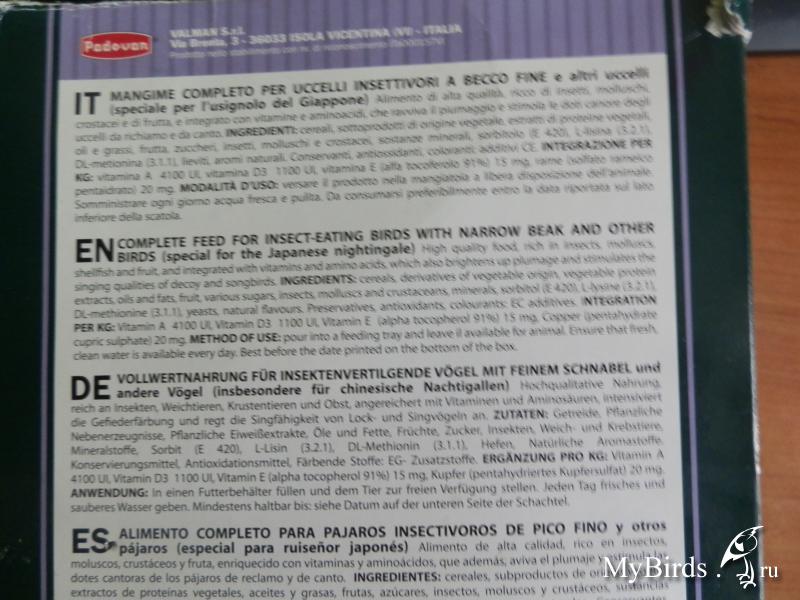 Padovan
VALMAN S.r.l.
Via Brenta, 3 - 36033 ISOLA VICENTINA (VI) - ITALIA
Prodotto nello stabilimento con nr. di riconoscimento
IT MANGIME COMPLETO PER UCCELLI INSETTIVORI A BECCO FINE e altri uccelli
(speciale per l'usignolo del Giappone) Alimento di alta qualità, ricco di insetti, molluschi,
crostacei e di frutta, e integrato con vitamine e aminoacidi, che ravviva il piumaggio e stimola le doti canore degli
uccelli da richiamo e da canto. INGREDIENTI: cereali, sottoprodotti di origine vegetale, estratti di proteine vegetali,
oli e grassi, frutta, zuccheri, insetti, molluschi e crostacei, sostanze minerali, sorbitolo (E 420), L-lisina (3.2.1),
DL-metionina (3.1.1), lieviti, aromi naturali. Conservanti, antiossidanti, coloranti: additivi CE. INTEGRAZIONE PER
KG: vitamina A 4100 UI, vitamina D3 1100 UI, vitamina E (alfa tocoferolo 91%) 15 mg, rame (solfato rameico
pentaidrato) 20 mg. MODALITÀ D'USO: versare il prodotto nella mangiatoia a libera disposizione dell'animale.
Somministrare ogni giorno acqua fresca e pulita. Da consumarsi preferibilmente entro la data riportata sul lato
inferiore della scatola.
EN COMPLETE FEED FOR INSECT-EATING BIRDS WITH NARROW BEAK AND OTHER
BIRDS (special for the Japanese nightingale) High quality food, rich in insects, molluscs,
shellfish and fruit, and integrated with vitamins and amino acids, which also brightens up plumage and stimulates the
singing qualities of decoy and songbirds. INGREDIENTS: cereals, derivatives of vegetable origin, vegetable protein
extracts, oils and fats, fruit, various sugars, insects, molluscs and crustaceans, minerals, sorbitol (E 420), L-lysine (3.2.1),
DL-methionine (3.1.1), yeasts, natural flavours. Preservatives, antioxidants, colourants: EC additives. INTEGRATION
PER KG: Vitamin A 4100 UI, Vitamin D3 1100 UI, Vitamin E (alpha tocopherol 91%) 15 mg, Copper (pentahydrate
cupric sulphate) 20 mg. METHOD OF USE: pour into a feeding tray and leave it available for animal. Ensure that fresh,
clean water is available every day. Best before the date printed on the bottom of the box.
DE VOLLWERTNAHRUNG FÜR INSEKTENVERTILGENDE VÖGEL MIT FEINEM SCHNABEL und
andere Vögel (insbesondere für chinesische Nachtigallen) Hochqualitative Nahrung,
reich an Insekten, Weichtieren, Krustentieren und Obst, angereichert mit Vitaminen und Aminosäuren, intensiviert
die Gefiederfärbung und regt die Singfähigkeit von Lock- und Singvögeln an. ZUTATEN: Getreide, Pflanzliche
Nebenerzeugnisse, Pflanzliche Eiweißextrakte, Öle und Fette, Früchte, Zucker, Insekten, Weich- und Krebstiere,
Mineralstoffe, Sorbit (E 420), L-Lisin (3.2.1), DL-Methionin (3.1.1), Hefen, Natürliche Aromastoffe.
Konservierungsmittel, Antioxidationsmittel, Färbende Stoffe: EG- Zusatzstoffe. ERGÄNZUNG PRO KG: Vitamin A
4100 UI, Vitamin D3 1100 UI, Vitamin E (alpha tocopherol 91%) 15 mg, Kupfer (pentahydriertes Kupfersulfat) 20 mg.
ANWENDUNG: In einen Futterbehälter füllen und dem Tier zur freien Verfügung stellen. Jeden Tag frisches und
sauberes Wasser geben. Mindestens haltbar bis: siehe Datum auf der unteren Seite der Schachtel.
ES ALIMENTO COMPLETO PARA PAJAROS INSECTIVOROS DE PICO FINO y otros
pájaros (especial para ruiseñor japonés) Alimento de alta calidad, rico en insectos,
moluscos, crustáceos y fruta, enriquecido con vitaminas y aminoácidos, que además, aviva el plumaje y
dotes cantoras de los pájaros de reclamo y de canto. INGREDIENTES: cereales, subproductos de
extractos de proteínas vegetales, aceites y grasas, frutas, azúcares, insectos, moluscos y crustáceos, sustancias
MyBirds.ru